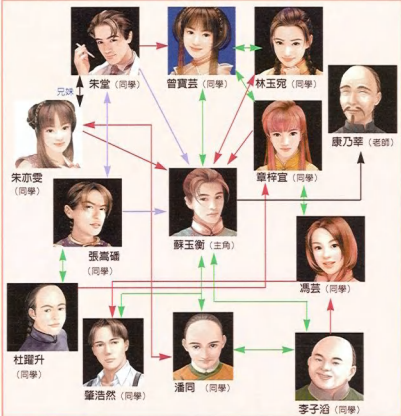 朱堂（同學）
曾寶芸（同學）
林玉宛（同學）
兄妹
康乃莘（老師）
朱亦雯
（同學）
章梓宜（同學）
蘇玉衡（主角）
張嵩磻
（同學）
馮芸（同學）
杜躍升
（同學）
肇浩然（同學）
潘同（同學）
李子滔（同學）